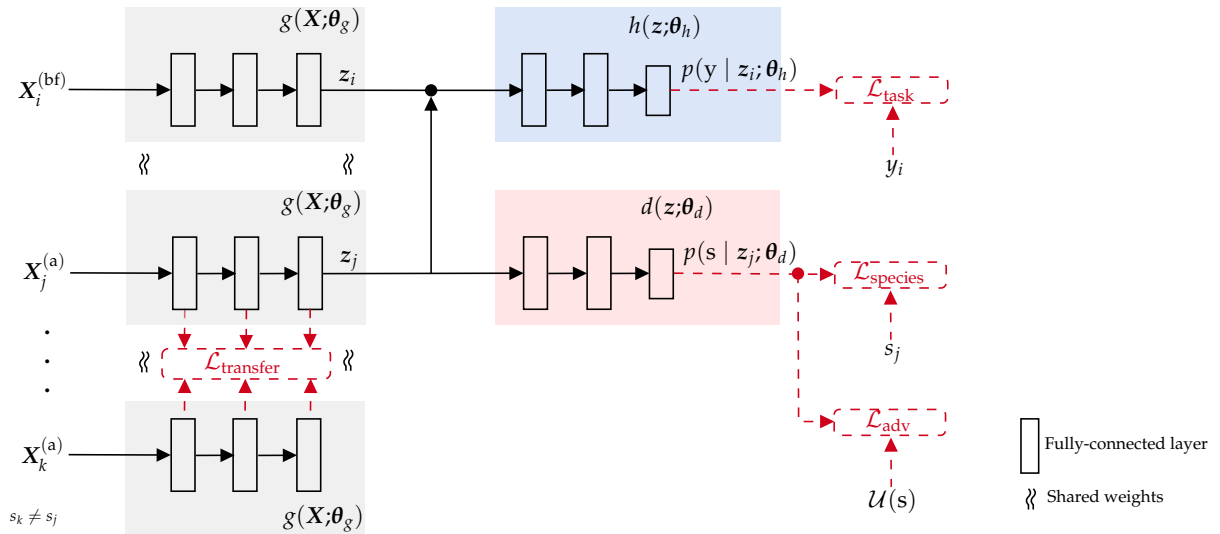 g(X;θ_g)
h(z;θ_h)
X_i^(bf)
z_i
p(y | z_i; θ_h)
L_task
y_i
g(X;θ_g)
d(z;θ_d)
X_j^(a)
z_j
p(s | z_j; θ_d)
L_species
s_j
L_transfer
X_k^(a)
L_adv
Fully-connected layer
U(s)
Shared weights
g(X;θ_g)
s_k ≠ s_j